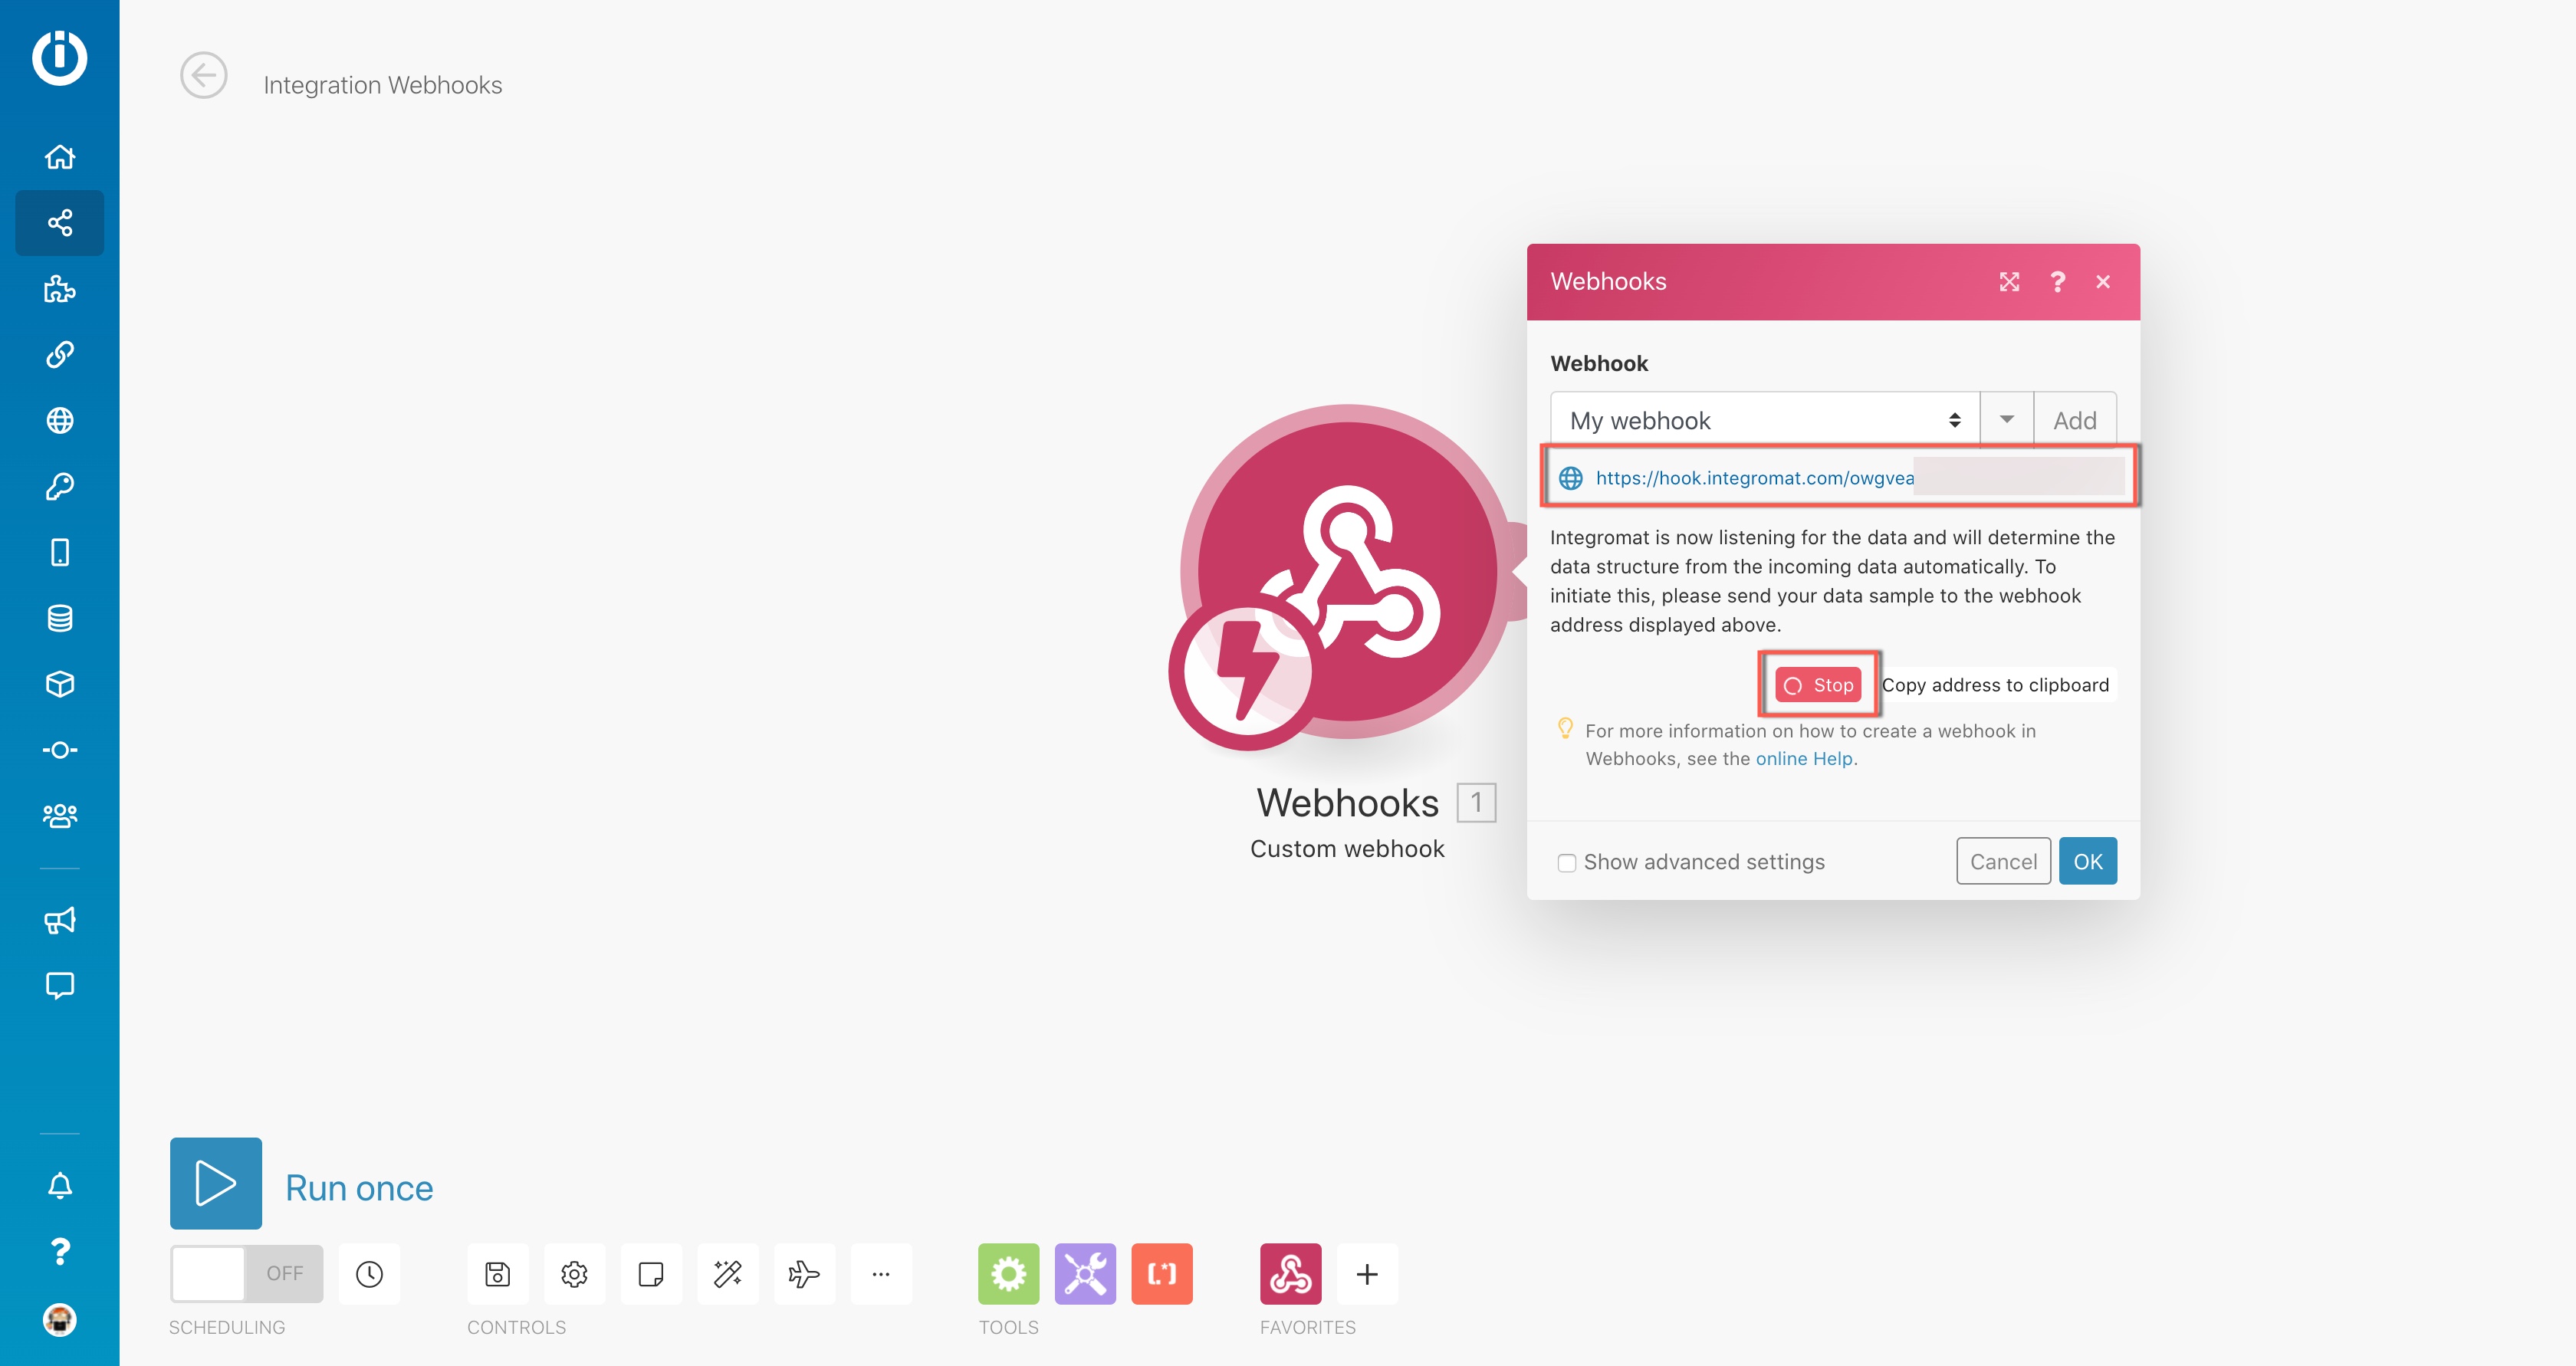 Integration Webhooks
Webhooks
Webhook
My webhook
Add
https://hook.integromat.com/owgvea
Integromat is now listening for the data and will determine the
data structure from the incoming data automatically. To
initiate this, please send your data sample to the webhook
address displayed above.
Stop
Copy address to clipboard
For more information on how to create a webhook in
Webhooks, see the online Help.
Show advanced settings
Cancel
OK
Webhooks 1
Custom webhook
Run once
OFF
SCHEDULING
CONTROLS
TOOLS
FAVORITES